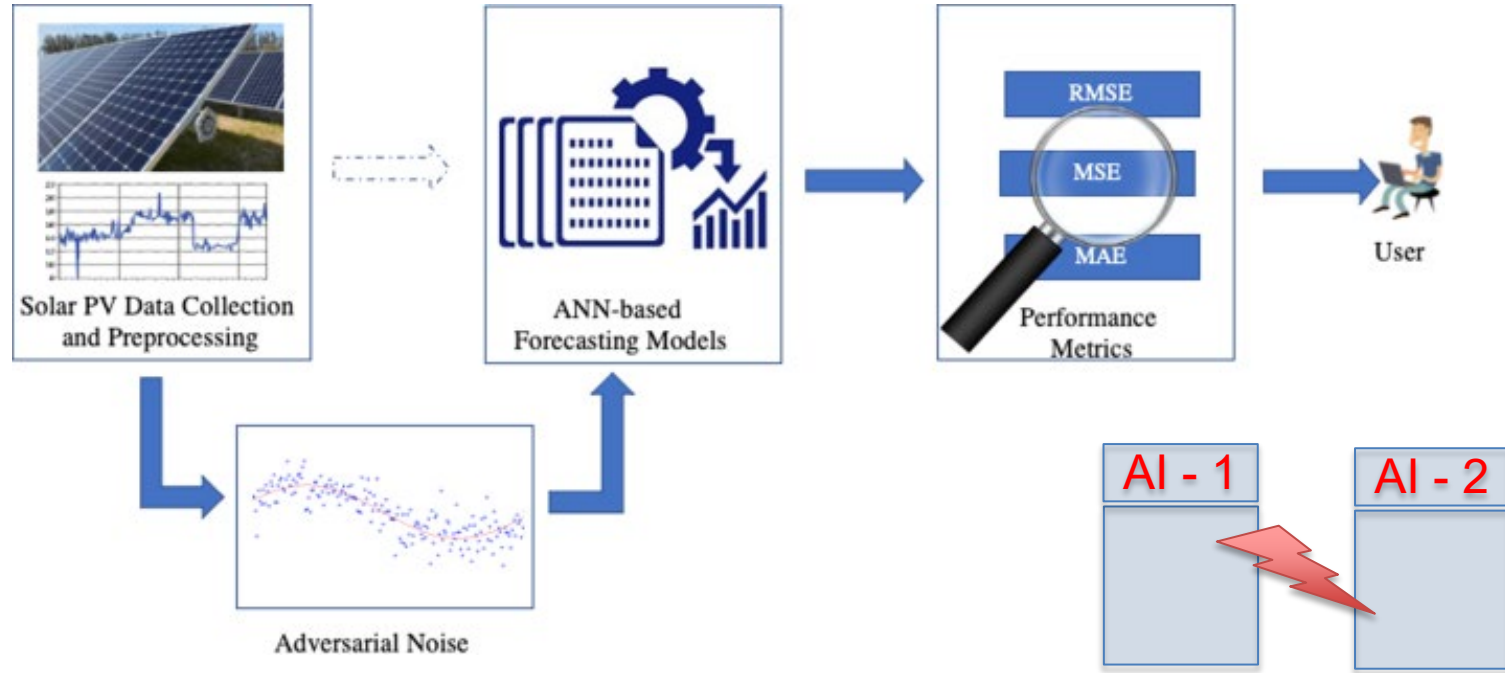 Solar PV Data Collection
and Preprocessing
ANN-based
Forecasting Models
RMSE
MSE
MAE
Performance
Metrics
User
Adversarial Noise
AI - 1
AI - 2